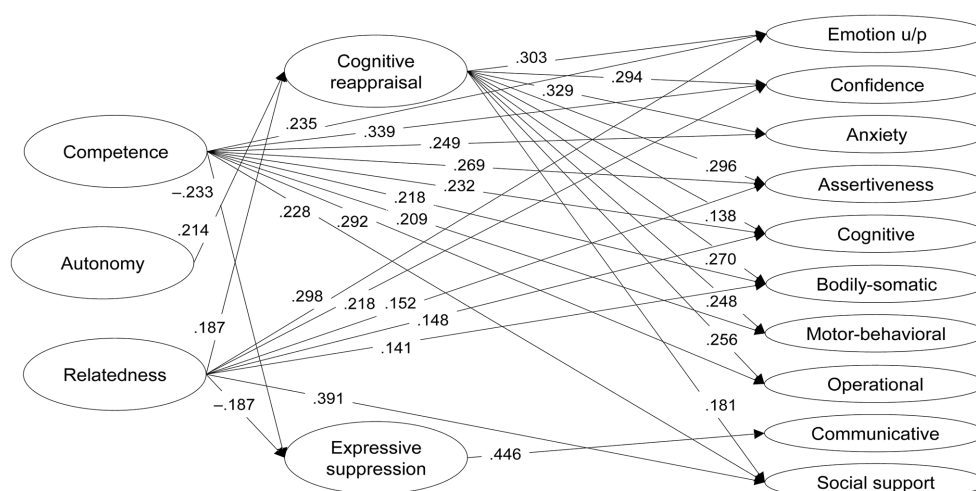 Emotion u/p
Cognitive
reappraisal
.303
.294
Confidence
.329
.235
.339
Anxiety
Competence
.249
.269
.296
Assertiveness
–.233
.232
.218
.228
.292
.209
.138
.214
Cognitive
Autonomy
.270
Bodily-somatic
.298
.218
.152
.248
.148
.187
Motor-behavioral
.141
.256
Relatedness
Operational
–.187
.391
.181
Communicative
Expressive
suppression
.446
Social support